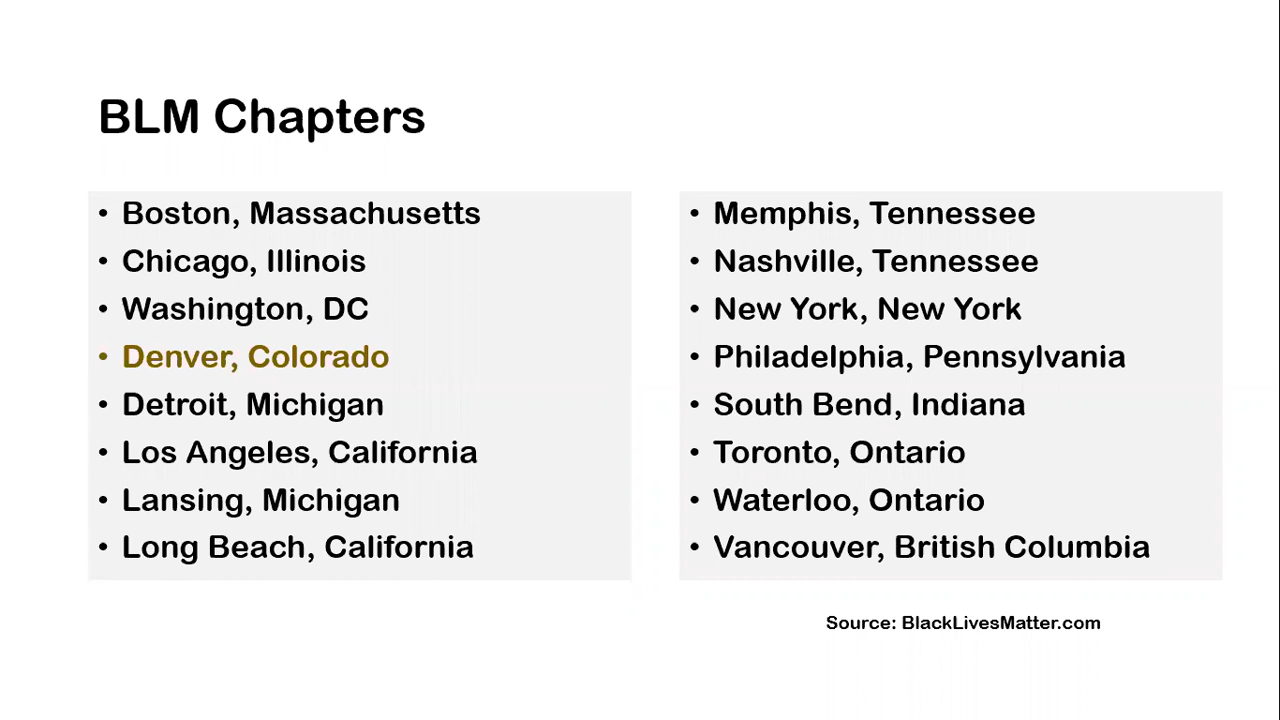 BLM Chapters
• Boston, Massachusetts
• Chicago, Illinois
• Washington, DC
• Denver, Colorado
• Detroit, Michigan
• Los Angeles, California
• Lansing, Michigan
• Long Beach, California
• Memphis, Tennessee
• Nashville, Tennessee
• New York, New York
• Philadelphia, Pennsylvania
• South Bend, Indiana
• Toronto, Ontario
• Waterloo, Ontario
• Vancouver, British Columbia
Source: BlackLivesMatter.com